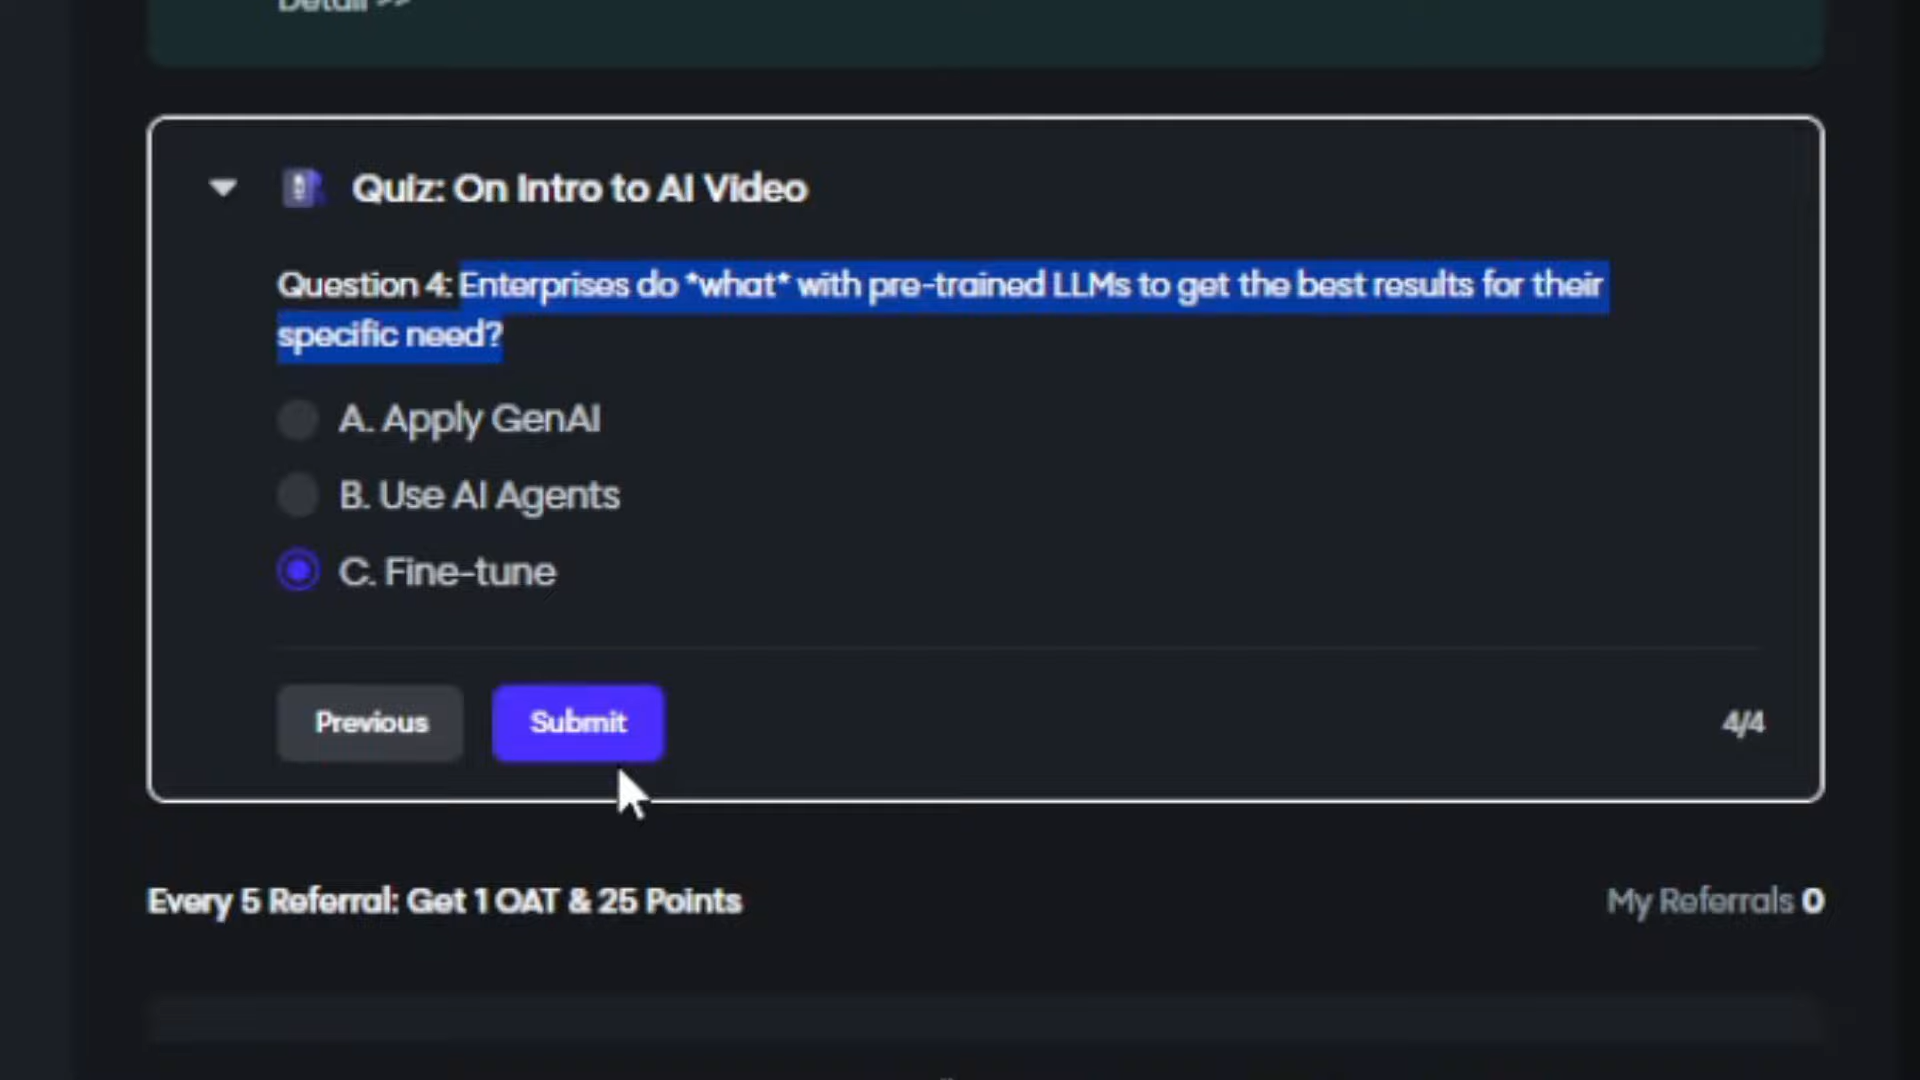 Detail >>
Quiz: On Intro to AI Video
Question 4: Enterprises do *what* with pre-trained LLMs to get the best results for their
specific need?
A. Apply GenAI
B. Use AI Agents
C. Fine-tune
Previous
Submit
4/4
Every 5 Referral: Get 1 OAT & 25 Points
My Referrals 0